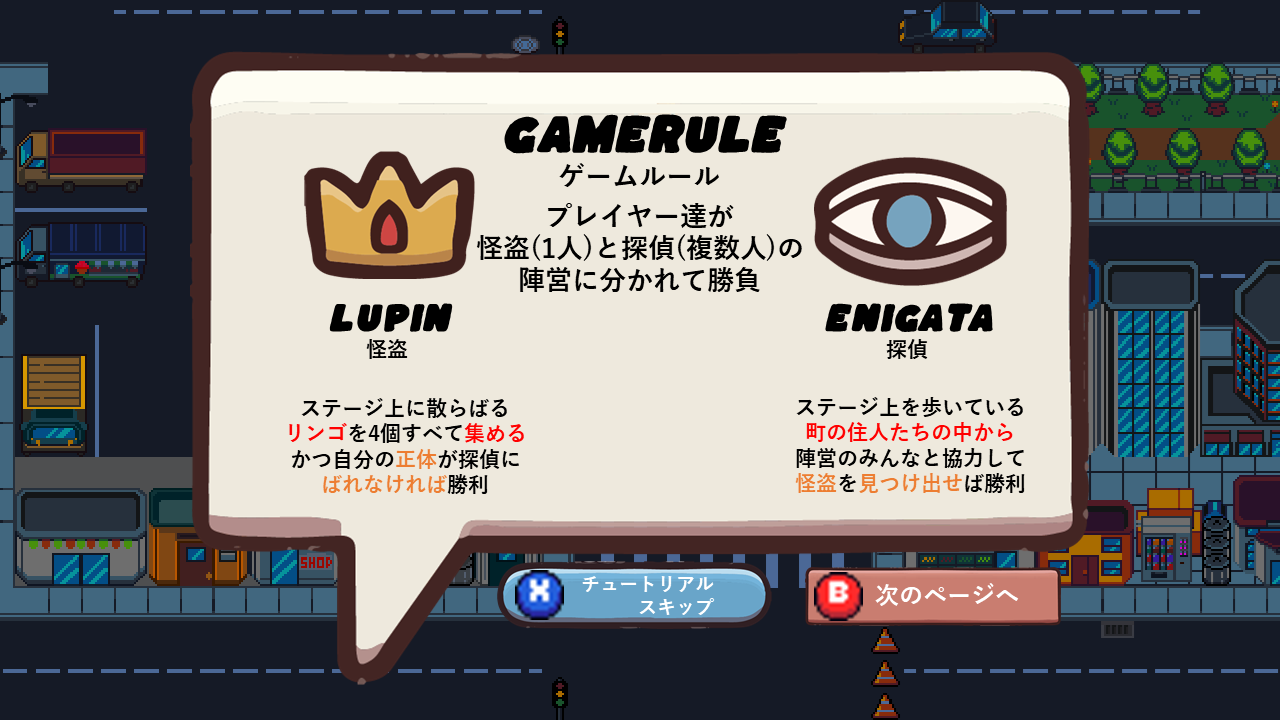 GAMERULE
ゲームルール
プレイヤー達が
怪盗(1人)と探偵(複数人)の
陣営に分かれて勝負
LUPIN
怪盗
ステージ上に散らばる
リンゴを4個すべて集める
かつ自分の正体が探偵に
ばれなければ勝利
ENIGATA
探偵
ステージ上を歩いている
町の住人たちの中から
陣営のみんなと協力して
怪盗を見つけ出せば勝利
SHOP
X
チュートリアル
スキップ
B
次のページへ